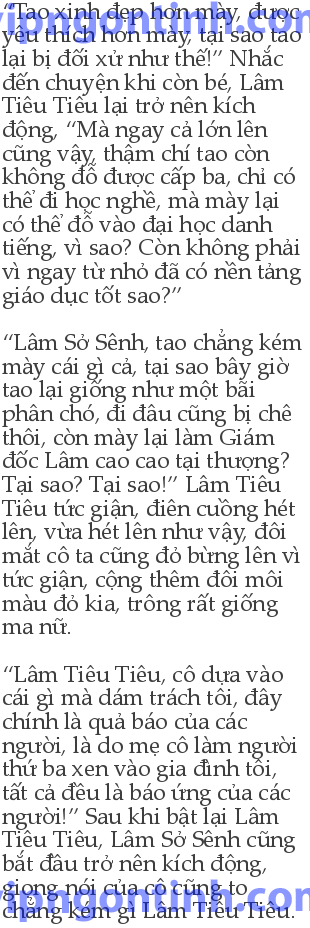 "Tao xinh đẹp hơn mày, được
yêu thích hơn mày, tại sao tao
lại bị đối xử như thế!" Nhắc
đến chuyện khi còn bé, Lâm
Tiêu Tiếu lại trở nên kích
động, "Mà ngay cả lớn lên
cũng vậy, thậm chí tao còn
không đỗ được cấp ba, chỉ có
thể đi học nghề, mà mày lại
có thể đỗ vào đại học danh
tiếng, vì sao? Còn không phải
vì ngay từ nhỏ đã có nền tảng
giáo dục tốt sao?"
"Lâm Sở Sênh, tao chẳng kém
mày cái gì cả, tại sao bây giờ
tao lại giống như một bãi
phân chó, đi đâu cũng bị chê
thôi, còn mày lại làm Giám
đốc Lâm cao cao tại thượng?
Tại sao? Tại sao!" Lâm Tiêu
Tiêu tức giận, điên cuồng hét
lên, vừa hét lên như vậy, đôi
mắt cô ta cũng đỏ bừng lên vì
tức giận, cộng thêm đôi môi
màu đỏ kia, trông rất giống
ma nữ.
"Lâm Tiêu Tiêu, cô dựa vào
cái gì mà dám trách tôi, đây
chính là quả báo của các
người, là do mẹ cô làm người
thứ ba xen vào gia đình tôi,
tất cả đều là báo ứng của các
người!" Sau khi bật lại Lâm
Tiêu Tiêu, Lâm Sở Sênh cũng
bắt đầu trở nên kích động,
giọng nói của cô cũng to
chẳng kém gì Lâm Tiêu Tiêu.